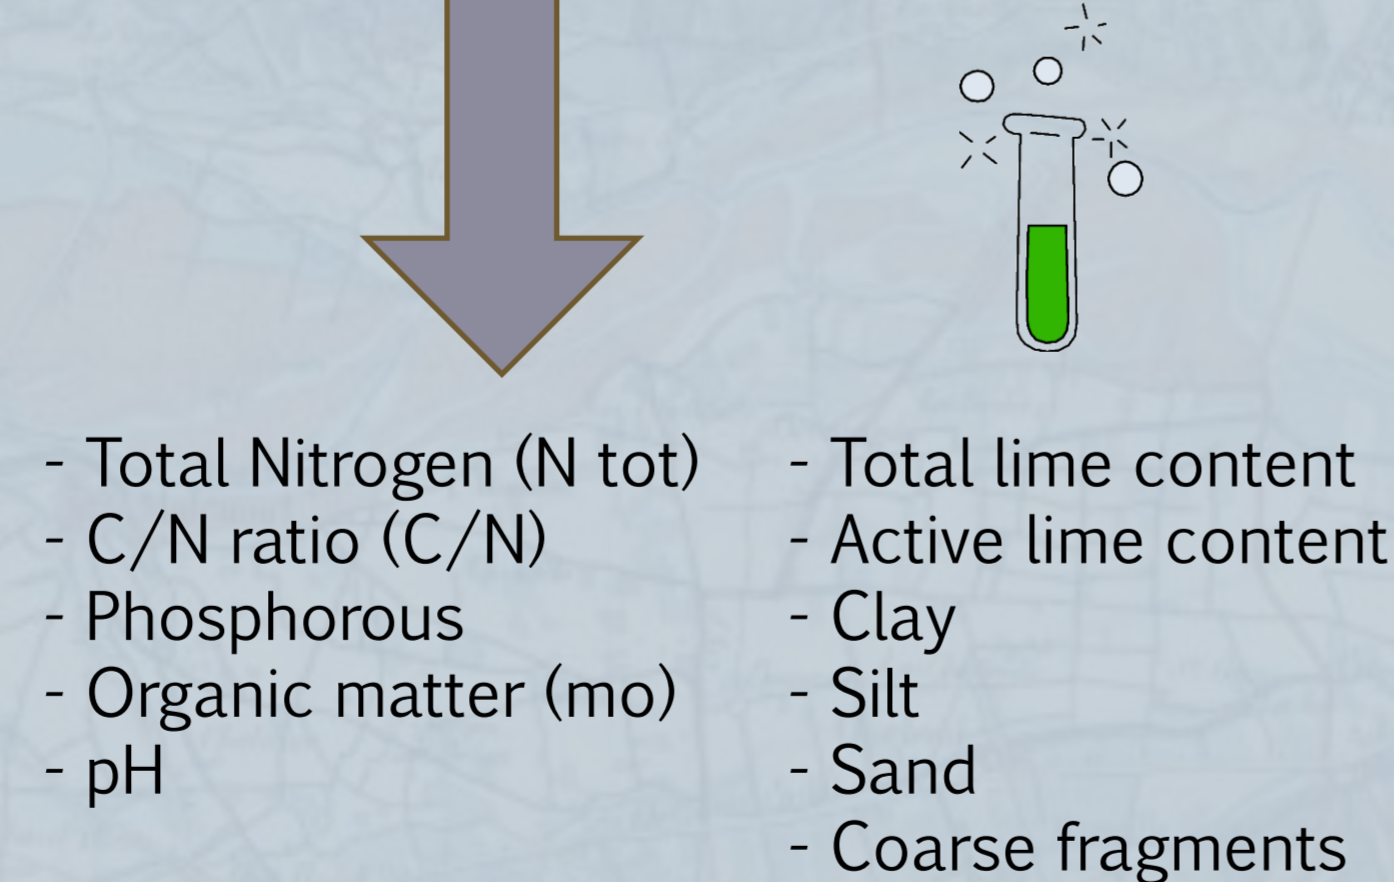 - Total Nitrogen (N tot)
- C/N ratio (C/N)
- Phosphorous
- Organic matter (mo)
- pH
- Total lime content
- Active lime content
- Clay
- Silt
- Sand
- Coarse fragments